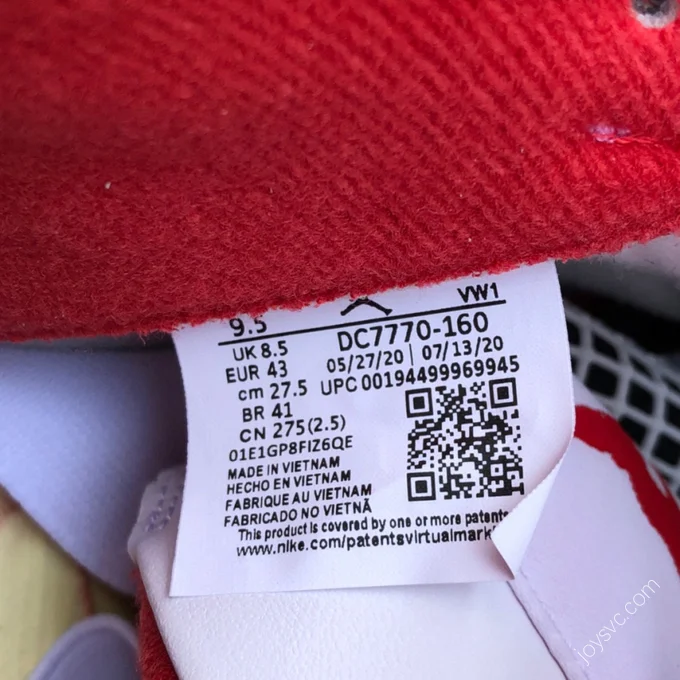 9.5 VW1
UK 8.5 DC7770-160
EUR 43 05/27/20 | 07/13/20
cm 27.5 UPC 00194499969945
BR 41
CN 275(2.5)
01E1GP8FIZ6QE
MADE IN VIETNAM
HECHO EN VIETNAM
FABRIQUE AU VIETNAM
FABRICADO NO VIETNÃ
This product is covered by one or more patents
www.nike.com/patentsvirtualmark
joysvc.com